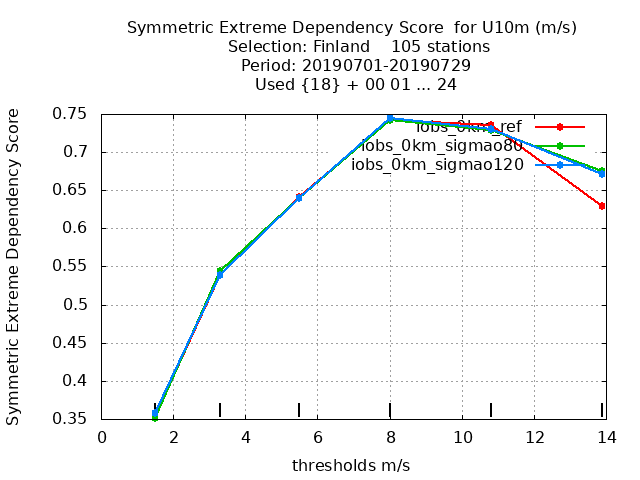 Symmetric Extreme Dependency Score for U10m (m/s)
Selection: Finland 105 stations
Period: 20190701-20190729
Used {18} + 00 01 ... 24
Symmetric Extreme Dependency Score
0.75
0.7
0.65
0.6
0.55
0.5
0.45
0.4
0.35
iobs_0km_ref
iobs_0km_sigmao80
iobs_0km_sigmao120
0 2 4 6 8 10 12 14
thresholds m/s